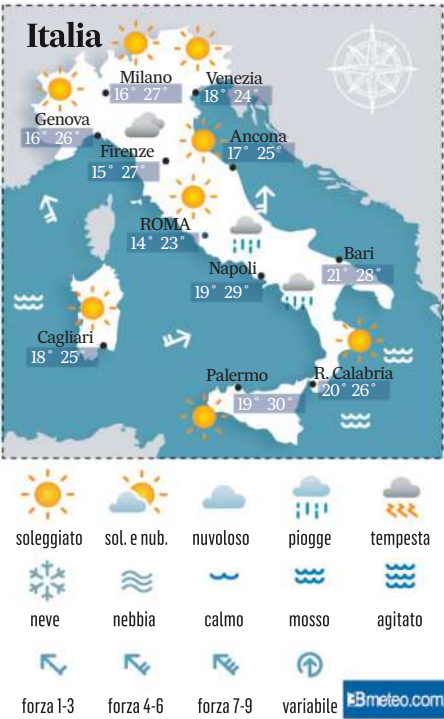 Italia
Milano
16° 27°
Venezia
18° 24°
Genova
16° 26°
Firenze
15° 27°
Ancona
17° 25°
ROMA
14° 23°
Napoli
19° 29°
Bari
21° 28°
Cagliari
18° 25°
Palermo
19° 30°
R. Calabria
20° 26°
soleggiato sol. e nub. nuvoloso piogge tempesta
neve nebbia calmo mosso agitato
forza 1-3 forza 4-6 forza 7-9 variabile
3Bmeteo.com